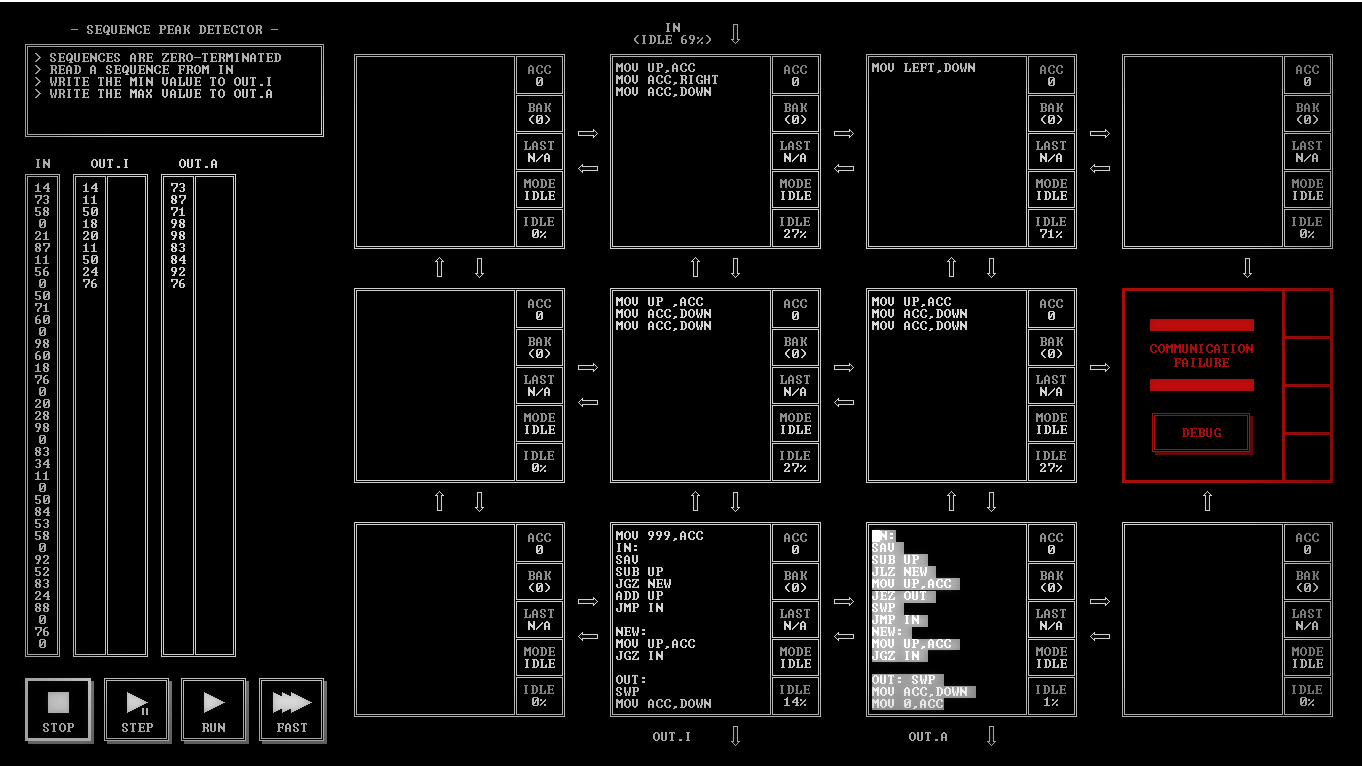 — SEQUENCE PEAK DETECTOR —
> SEQUENCES ARE ZERO-TERMINATED
> READ A SEQUENCE FROM IN
> WRITE THE MIN VALUE TO OUT.I
> WRITE THE MAX VALUE TO OUT.A
IN OUT.I OUT.A
14 14 73
73 11 87
58 50 71
0 18 98
21 20 98
87 11 83
11 50 84
56 24 92
0 76 76
50
71
60
0
98
60
18
76
0
20
28
98
0
83
34
11
0
50
84
53
58
0
92
52
83
24
88
0
76
0
STOP
STEP
RUN
FAST
IN
(IDLE 69%)
ACC
0
BAK
(0)
LAST
N/A
MODE
IDLE
IDLE
0%
MOV UP,ACC
MOV ACC,RIGHT
MOV ACC,DOWN
ACC
0
BAK
(0)
LAST
N/A
MODE
IDLE
IDLE
27%
MOV LEFT,DOWN
ACC
0
BAK
(0)
LAST
N/A
MODE
IDLE
IDLE
71%
ACC
0
BAK
(0)
LAST
N/A
MODE
IDLE
IDLE
0%
ACC
0
BAK
(0)
LAST
N/A
MODE
IDLE
IDLE
0%
MOV UP ,ACC
MOV ACC,DOWN
MOV ACC,DOWN
ACC
0
BAK
(0)
LAST
N/A
MODE
IDLE
IDLE
27%
MOV UP,ACC
MOV ACC,DOWN
MOV ACC,DOWN
ACC
0
BAK
(0)
LAST
N/A
MODE
IDLE
IDLE
27%
COMMUNICATION
FAILURE
DEBUG
ACC
0
BAK
(0)
LAST
N/A
MODE
IDLE
IDLE
0%
MOV 999,ACC
IN:
SAV
SUB UP
JGZ NEW
ADD UP
JMP IN
NEW:
MOV UP,ACC
JGZ IN
OUT:
SWP
MOV ACC,DOWN
ACC
0
BAK
(0)
LAST
N/A
MODE
IDLE
IDLE
14%
IN:
SAV
SUB UP
JLZ NEW
MOV UP,ACC
JEZ OUT
SWP
JMP IN
NEW:
MOV UP,ACC
JGZ IN
OUT: SWP
MOV ACC,DOWN
MOV 0,ACC
ACC
0
BAK
(0)
LAST
N/A
MODE
IDLE
IDLE
1%
ACC
0
BAK
(0)
LAST
N/A
MODE
IDLE
IDLE
0%
OUT.I
OUT.A